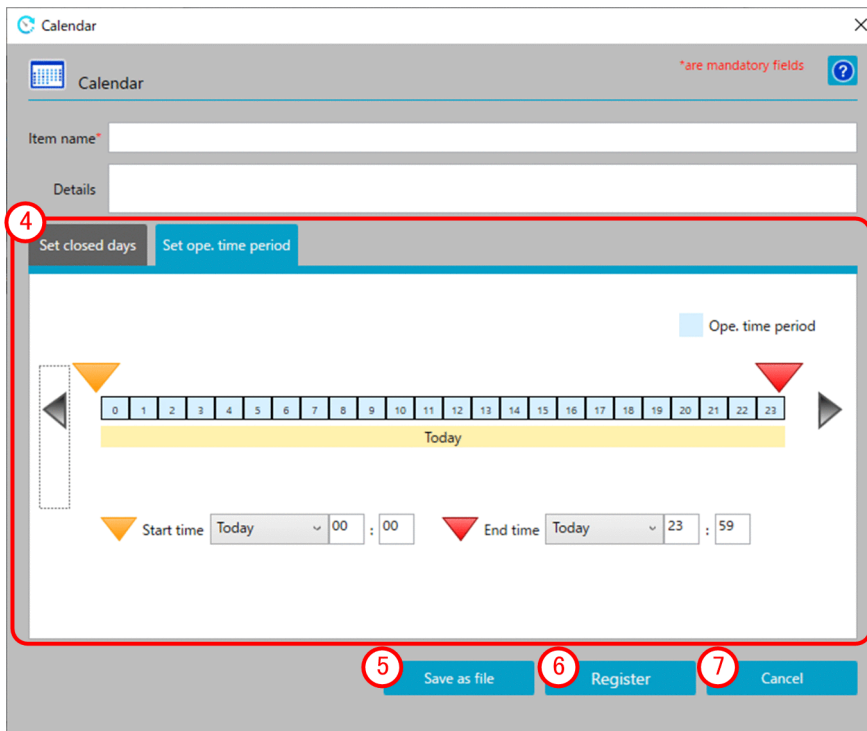 Calendar
*are mandatory fields
?
Calendar
Item name*
Details
4
Set closed days Set ope. time period
Ope. time period
0 1 2 3 4 5 6 7 8 9 10 11 12 13 14 15 16 17 18 19 20 21 22 23
Today
Start time Today 00 : 00 End time Today 23 : 59
5 Save as file 6 Register 7 Cancel